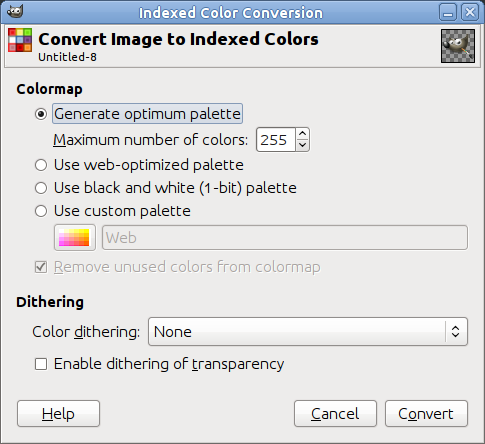 Indexed Color Conversion
Convert Image to Indexed Colors
Untitled-8
Colormap
Generate optimum palette
Maximum number of colors: 255
Use web-optimized palette
Use black and white (1-bit) palette
Use custom palette
Web
Remove unused colors from colormap
Dithering
Color dithering: None
Enable dithering of transparency
Help Cancel Convert